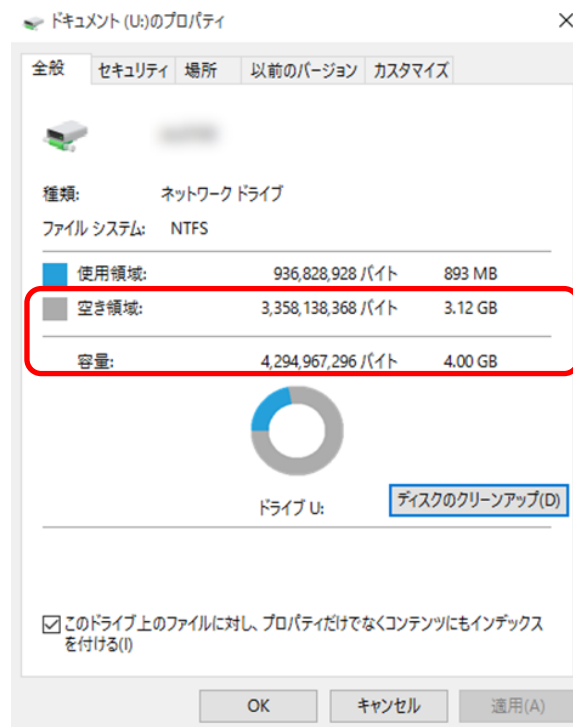 ドキュメント (U:)のプロパティ
全般 セキュリティ 場所 以前のバージョン カスタマイズ
種類: ネットワーク ドライブ
ファイル システム: NTFS
使用領域: 936,828,928 バイト 893 MB
空き領域: 3,358,138,368 バイト 3.12 GB
容量: 4,294,967,296 バイト 4.00 GB
ドライブ U:
ディスクのクリーンアップ(D)
このドライブ上のファイルに対し、プロパティだけでなくコンテンツにもインデックス
を付ける(I)
OK キャンセル 適用(A)